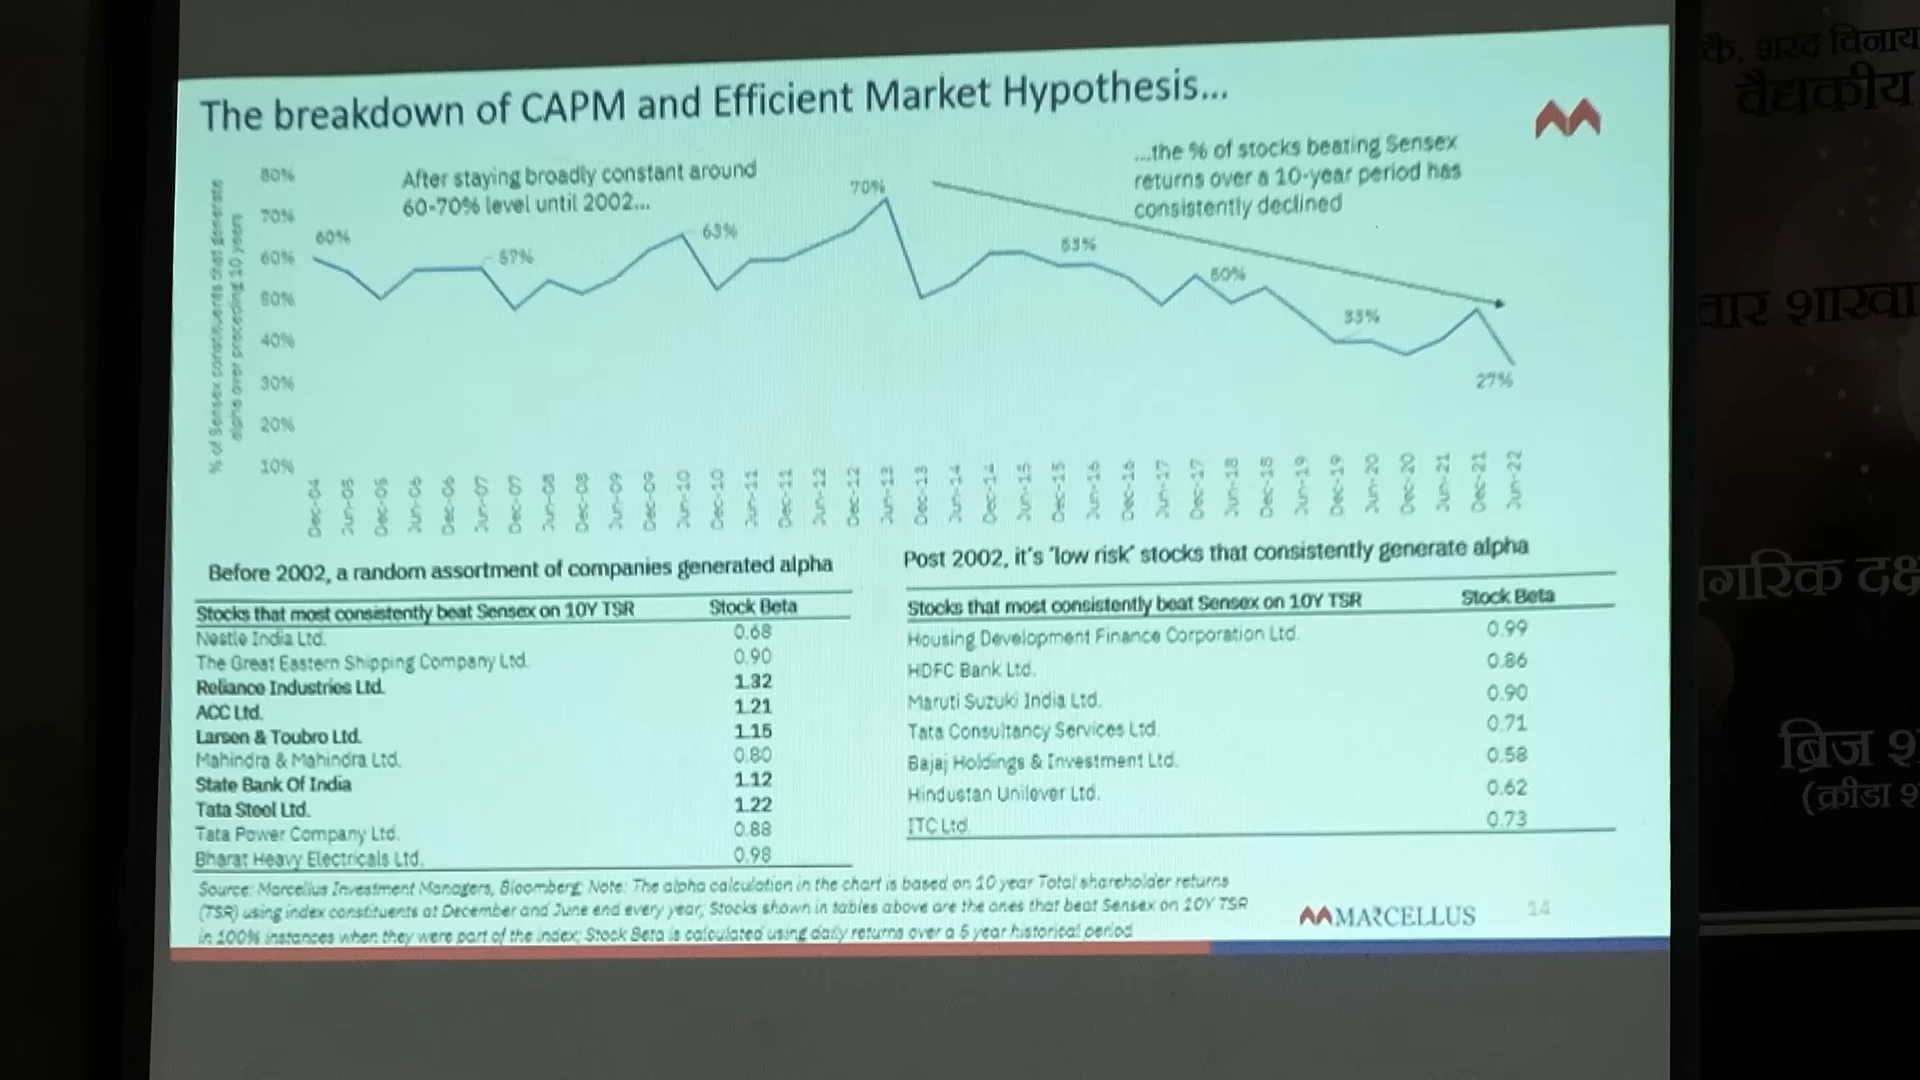 The breakdown of CAPM and Efficient Market Hypothesis...
% of Sensex constituents that generate
alpha over preceding 10 years
80%
70%
60%
50%
40%
30%
20%
10%
After staying broadly constant around
60-70% level until 2002...
...the % of stocks beating Sensex
returns over a 10-year period has
consistently declined
60%
57%
63%
70%
53%
50%
33%
27%
Dec-04
Jun-05
Dec-05
Jun-06
Dec-06
Jun-07
Dec-07
Jun-08
Dec-08
Jun-09
Dec-09
Jun-10
Dec-10
Jun-11
Dec-11
Jun-12
Dec-12
Jun-13
Dec-13
Jun-14
Dec-14
Jun-15
Dec-15
Jun-16
Dec-16
Jun-17
Dec-17
Jun-18
Dec-18
Jun-19
Dec-19
Jun-20
Dec-20
Jun-21
Dec-21
Jun-22
Before 2002, a random assortment of companies generated alpha
Stocks that most consistently beat Sensex on 10Y TSR Stock Beta
Nestle India Ltd. 0.68
The Great Eastern Shipping Company Ltd. 0.90
Reliance Industries Ltd. 1.32
ACC Ltd. 1.21
Larsen & Toubro Ltd. 1.15
Mahindra & Mahindra Ltd. 0.80
State Bank Of India 1.12
Tata Steel Ltd. 1.22
Tata Power Company Ltd. 0.88
Bharat Heavy Electricals Ltd. 0.98
Post 2002, it's 'low risk' stocks that consistently generate alpha
Stocks that most consistently beat Sensex on 10Y TSR Stock Beta
Housing Development Finance Corporation Ltd. 0.99
HDFC Bank Ltd. 0.86
Maruti Suzuki India Ltd. 0.90
Tata Consultancy Services Ltd. 0.71
Bajaj Holdings & Investment Ltd. 0.58
Hindustan Unilever Ltd. 0.62
ITC Ltd. 0.73
Source: Marcellus Investment Managers, Bloomberg; Note: The alpha calculation in the chart is based on 10 year Total shareholder returns
(TSR) using index constituents at December and June end every year; Stocks shown in tables above are the ones that beat Sensex on 10Y TSR
in 100% instances when they were part of the index; Stock Beta is calculated using daily returns over a 5 year historical period
MARCELLUS
14
कै. शरद विनाय
वैद्यकीय
वार शाखा
गरिक दक्ष
ब्रिज श
(क्रीडा श